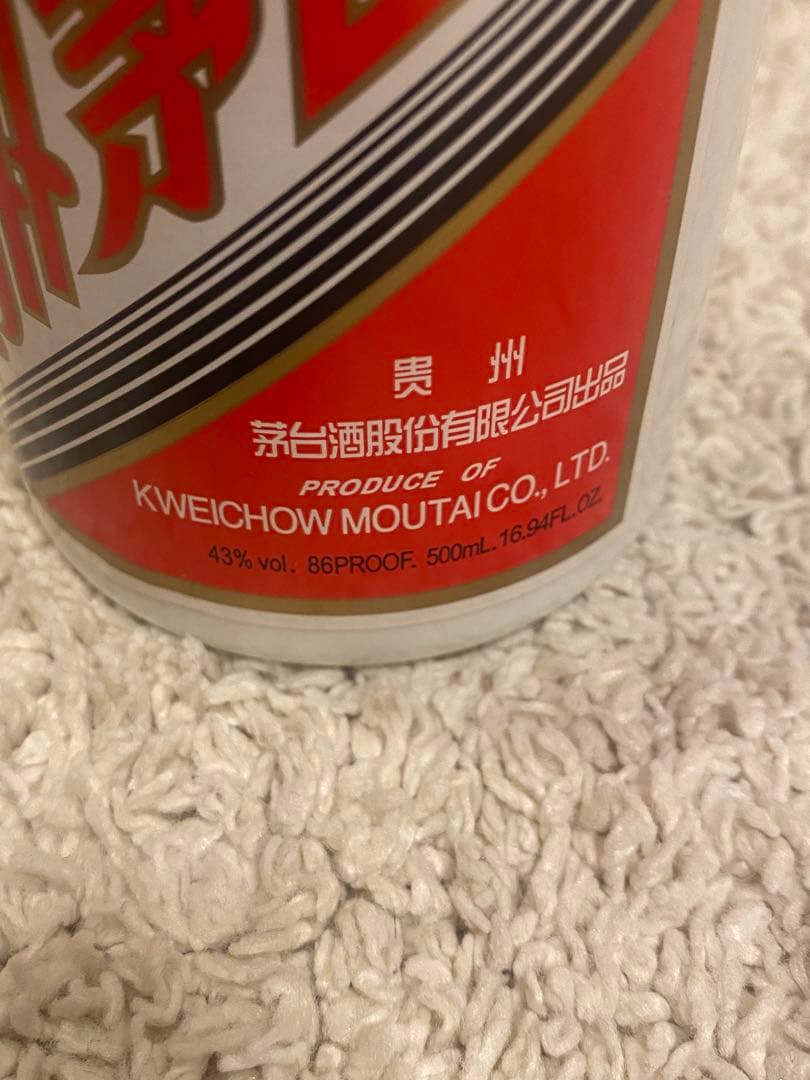 茅
贵州
茅台酒股份有限公司出品
PRODUCE OF
KWEICHOW MOUTAI CO., LTD.
43% vol. 86PROOF. 500mL. 16.94FL.OZ.